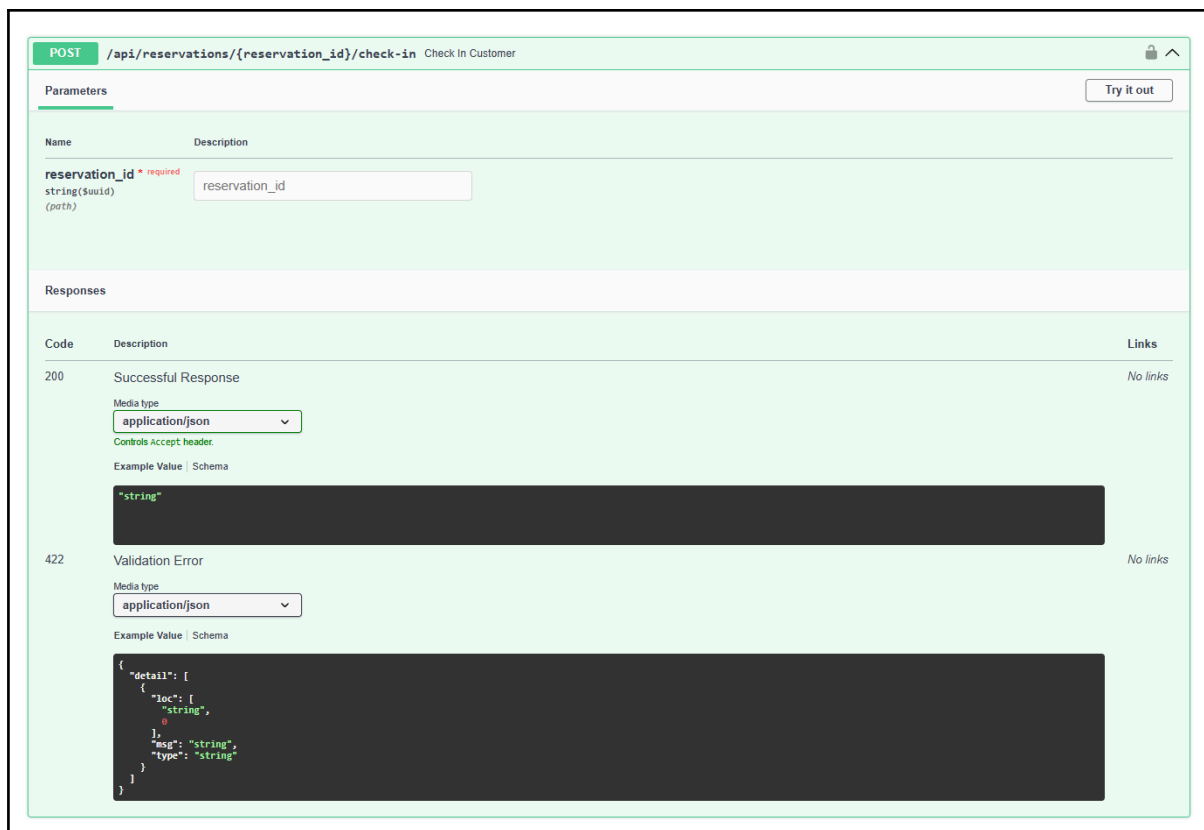 POST /api/reservations/{reservation_id}/check-in Check In Customer
Parameters Try it out
Name Description
reservation_id * required
string($uuid)
(path)
reservation_id
Responses
Code Description Links
200 Successful Response No links
Media type
application/json
Controls Accept header.
Example Value | Schema
"string"
422 Validation Error No links
Media type
application/json
Example Value | Schema
{
"detail": [
{
"loc": [
"string",
0
],
"msg": "string",
"type": "string"
}
]
}